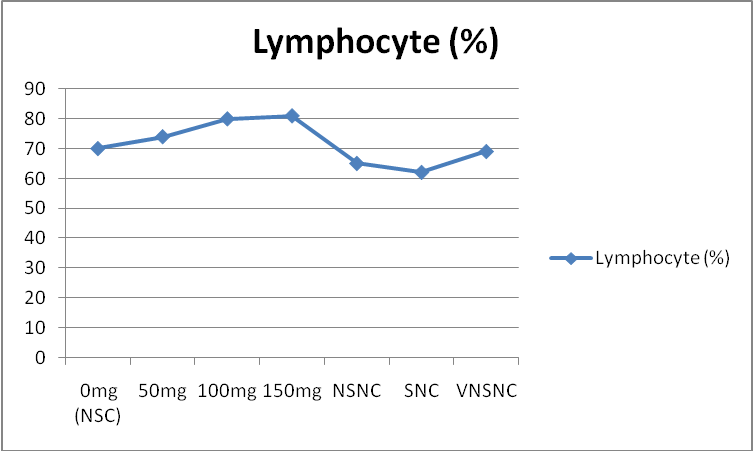 Lymphocyte (%)
90
80
70
60
50
40
30
20
10
0
0mg (NSC)
50mg
100mg
150mg
NSNC
SNC
VNSNC
Lymphocyte (%)